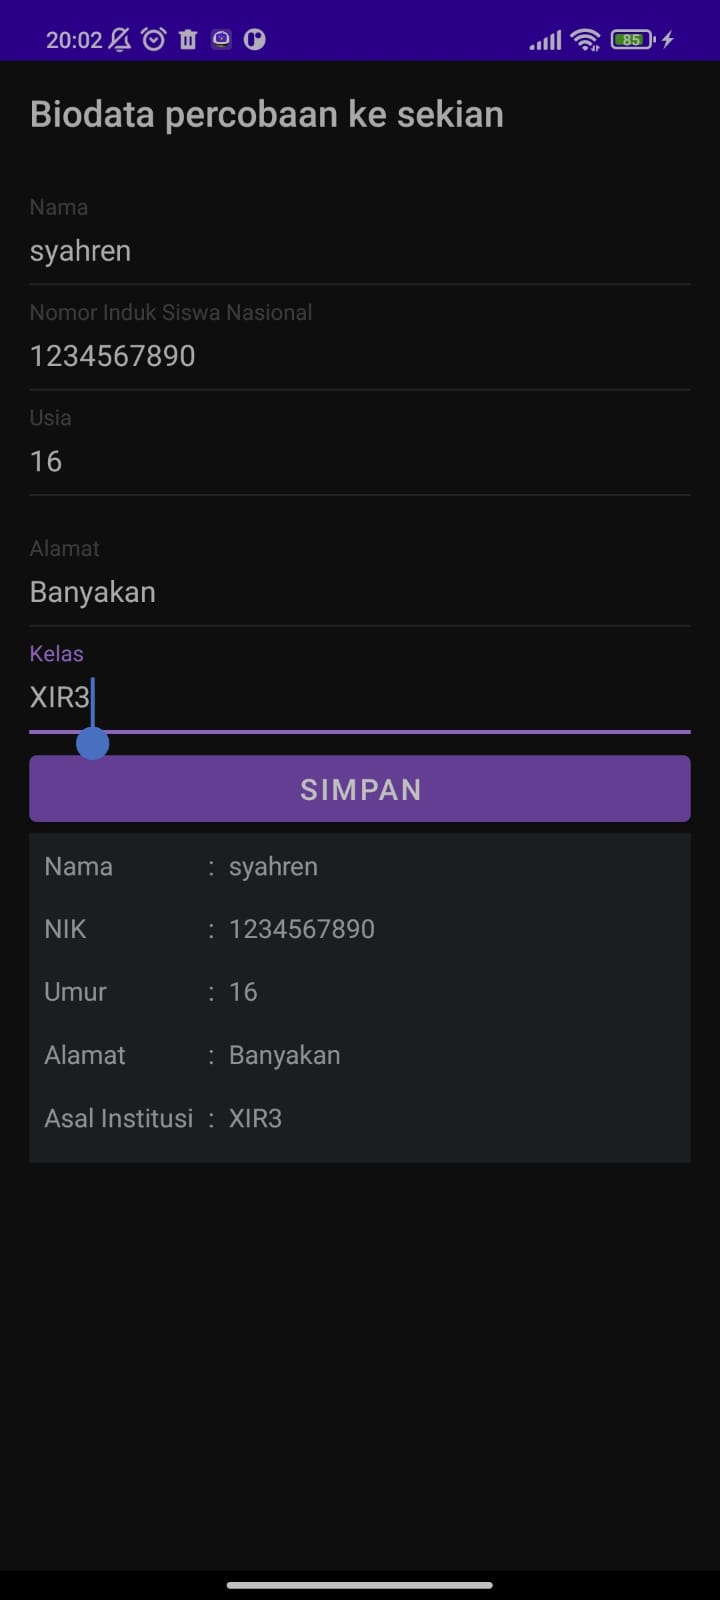 20:02 85
Biodata percobaan ke sekian
Nama
syahren
Nomor Induk Siswa Nasional
1234567890
Usia
16
Alamat
Banyakan
Kelas
XIR3
SIMPAN
Nama : syahren
NIK : 1234567890
Umur : 16
Alamat : Banyakan
Asal Institusi : XIR3